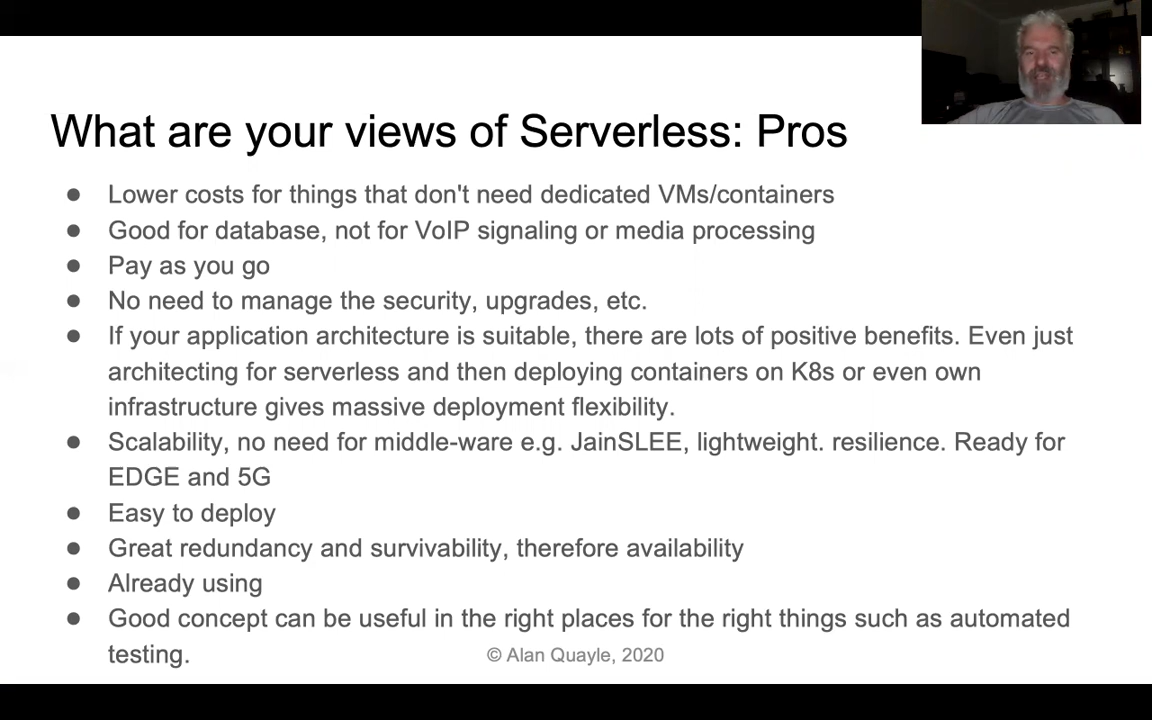 What are your views of Serverless: Pros
● Lower costs for things that don't need dedicated VMs/containers
● Good for database, not for VoIP signaling or media processing
● Pay as you go
● No need to manage the security, upgrades, etc.
● If your application architecture is suitable, there are lots of positive benefits. Even just
architecting for serverless and then deploying containers on K8s or even own
infrastructure gives massive deployment flexibility.
● Scalability, no need for middle-ware e.g. JainSLEE, lightweight. resilience. Ready for
EDGE and 5G
● Easy to deploy
● Great redundancy and survivability, therefore availability
● Already using
● Good concept can be useful in the right places for the right things such as automated
testing.
© Alan Quayle, 2020